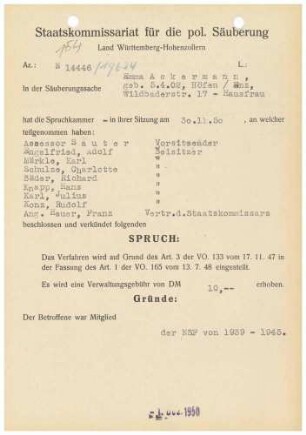 Staatskommissariat für die pol. Säuberung
154
Land Württemberg-Hohenzollern
Az.: N 14446 /19634
Emma Ackermann,
in der Säuberungssache geb. 5.4.02, Höfen / Enz,
Wildbaderstr. 17 - Hausfrau
hat die Spruchkammer - in ihrer Sitzung am 30.11.50 , an welcher
teilgenommen haben:
Assessor Sauter Vorsitzender
Nagelfried, Adolf Beisitzer
Märkle, Karl "
Schulze, Charlotte "
Bäder, Richard "
Knapp, Hans "
Karl, Julius "
Konz, Rudolf "
Ang. Bauer, Franz Vertr.d.Staatskommissars
beschlossen und verkündet folgenden
SPRUCH:
Das Verfahren wird auf Grund des Art. 3 der VO. 133 vom 17. 11. 47 in
der Fassung des Art. 1 der VO. 165 vom 13. 7. 48 eingestellt.
Es wird eine Verwaltungsgebühr von DM 10,-- erhoben.
Gründe:
Der Betroffene war Mitglied
der NSF von 1939 - 1945.
1950